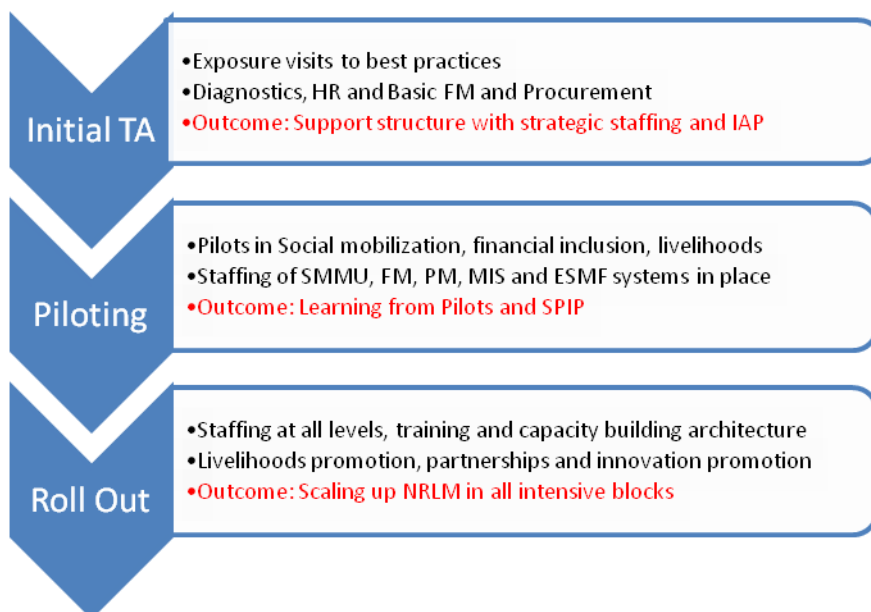 Initial TA
•Exposure visits to best practices
•Diagnostics, HR and Basic FM and Procurement
•Outcome: Support structure with strategic staffing and IAP
Piloting
•Pilots in Social mobilization, financial inclusion, livelihoods
•Staffing of SMMU, FM, PM, MIS and ESMF systems in place
•Outcome: Learning from Pilots and SPIP
Roll Out
•Staffing at all levels, training and capacity building architecture
•Livelihoods promotion, partnerships and innovation promotion
•Outcome: Scaling up NRLM in all intensive blocks